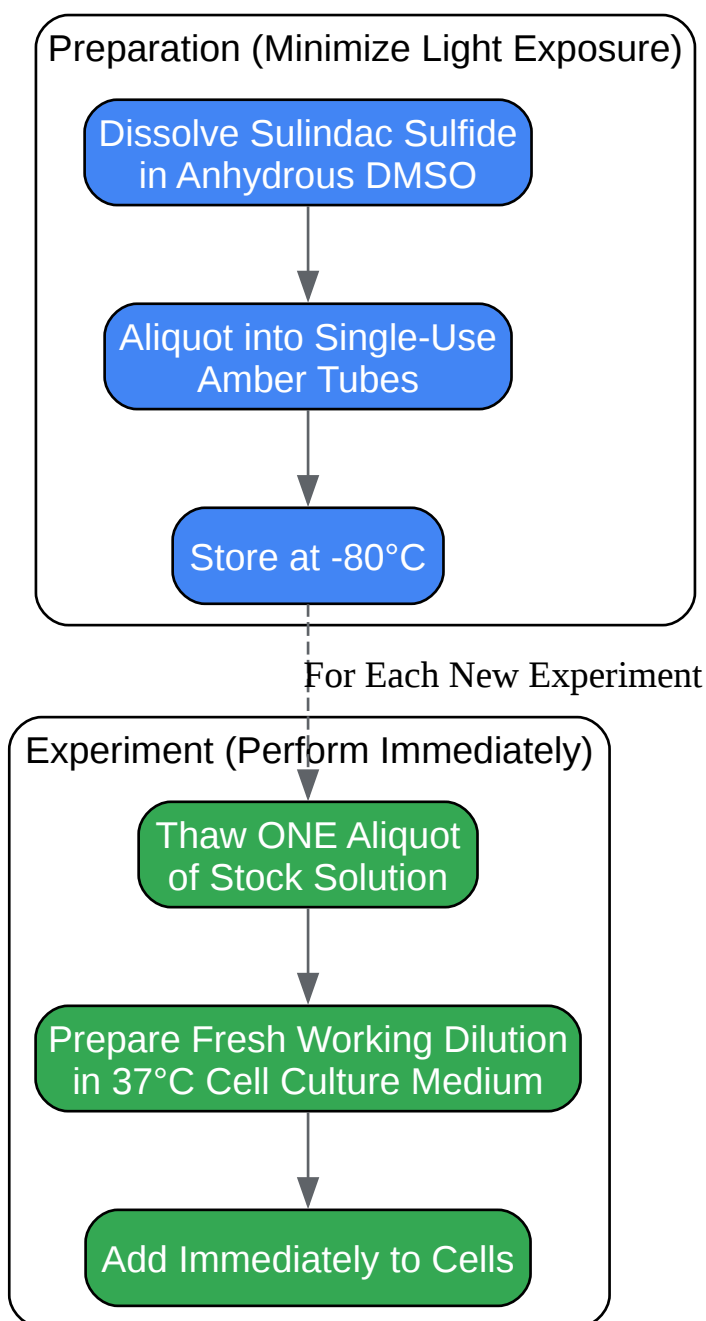 Preparation (Minimize Light Exposure)
Dissolve Sulindac Sulfide
in Anhydrous DMSO
Aliquot into Single-Use
Amber Tubes
Store at -80°C
For Each New Experiment
Experiment (Perform Immediately)
Thaw ONE Aliquot
of Stock Solution
Prepare Fresh Working Dilution
in 37°C Cell Culture Medium
Add Immediately to Cells